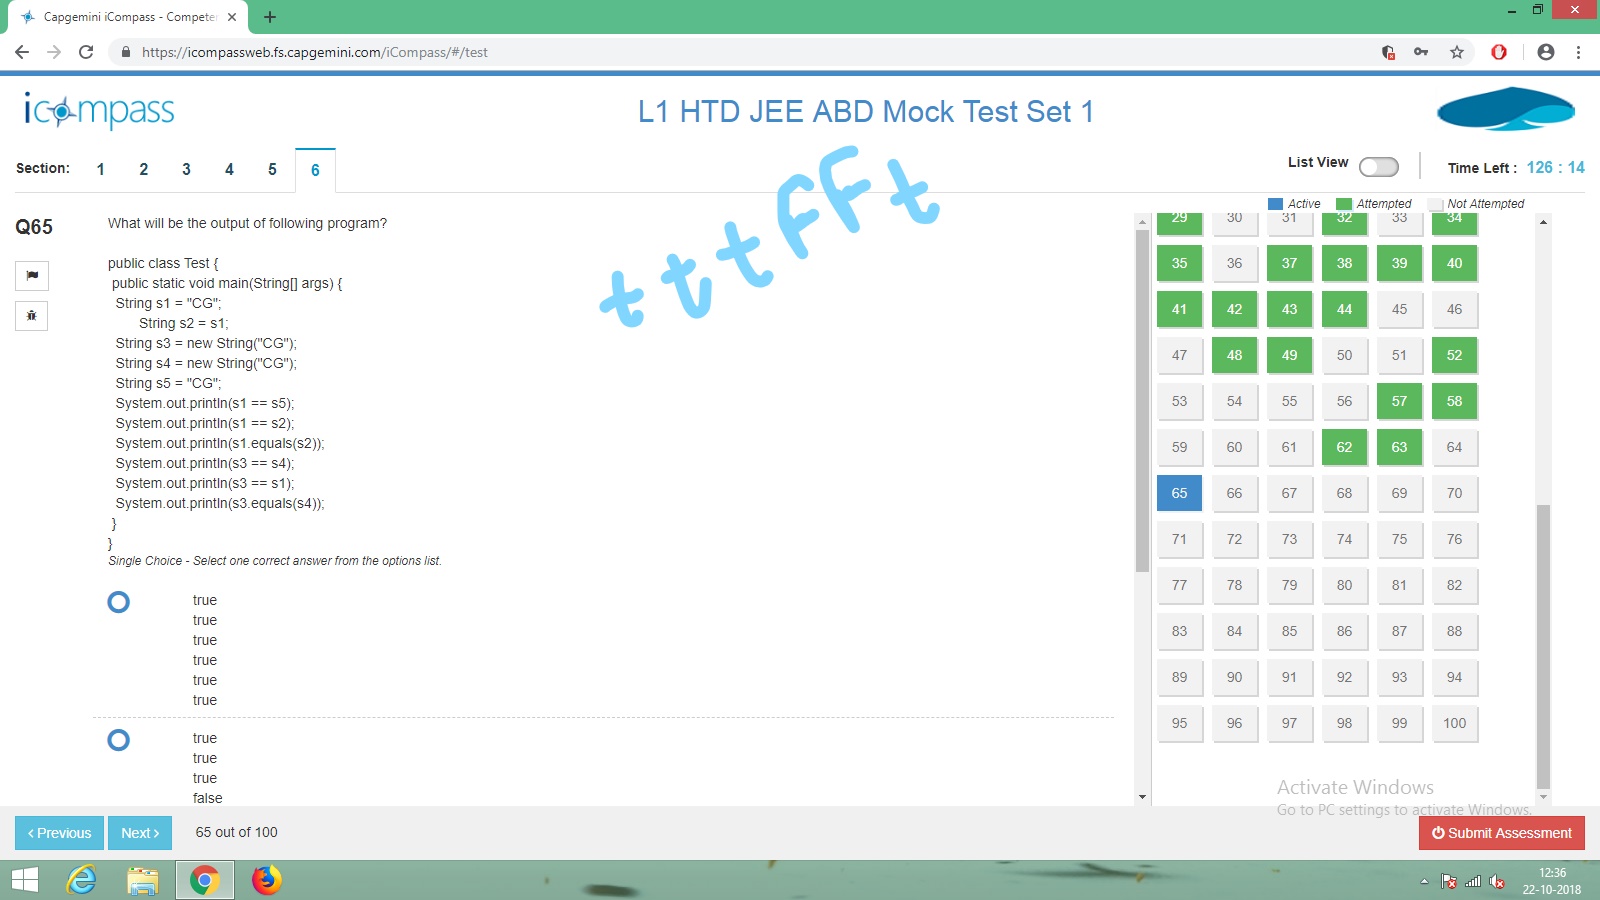 Capgemini iCompass - Competen
https://icompassweb.fs.capgemini.com/iCompass/#/test
icompass
L1 HTD JEE ABD Mock Test Set 1
Section: 1 2 3 4 5 6
List View
Time Left : 126 : 14
t t t F F t
Active Attempted Not Attempted
Q65
What will be the output of following program?
public class Test {
public static void main(String[] args) {
String s1 = "CG";
String s2 = s1;
String s3 = new String("CG");
String s4 = new String("CG");
String s5 = "CG";
System.out.println(s1 == s5);
System.out.println(s1 == s2);
System.out.println(s1.equals(s2));
System.out.println(s3 == s4);
System.out.println(s3 == s1);
System.out.println(s3.equals(s4));
}
}
Single Choice - Select one correct answer from the options list.
true
true
true
true
true
true
true
true
true
false
29 30 31 32 33 34
35 36 37 38 39 40
41 42 43 44 45 46
47 48 49 50 51 52
53 54 55 56 57 58
59 60 61 62 63 64
65 66 67 68 69 70
71 72 73 74 75 76
77 78 79 80 81 82
83 84 85 86 87 88
89 90 91 92 93 94
95 96 97 98 99 100
Activate Windows
Go to PC settings to activate Windows.
Previous Next 65 out of 100
Submit Assessment
12:36
22-10-2018